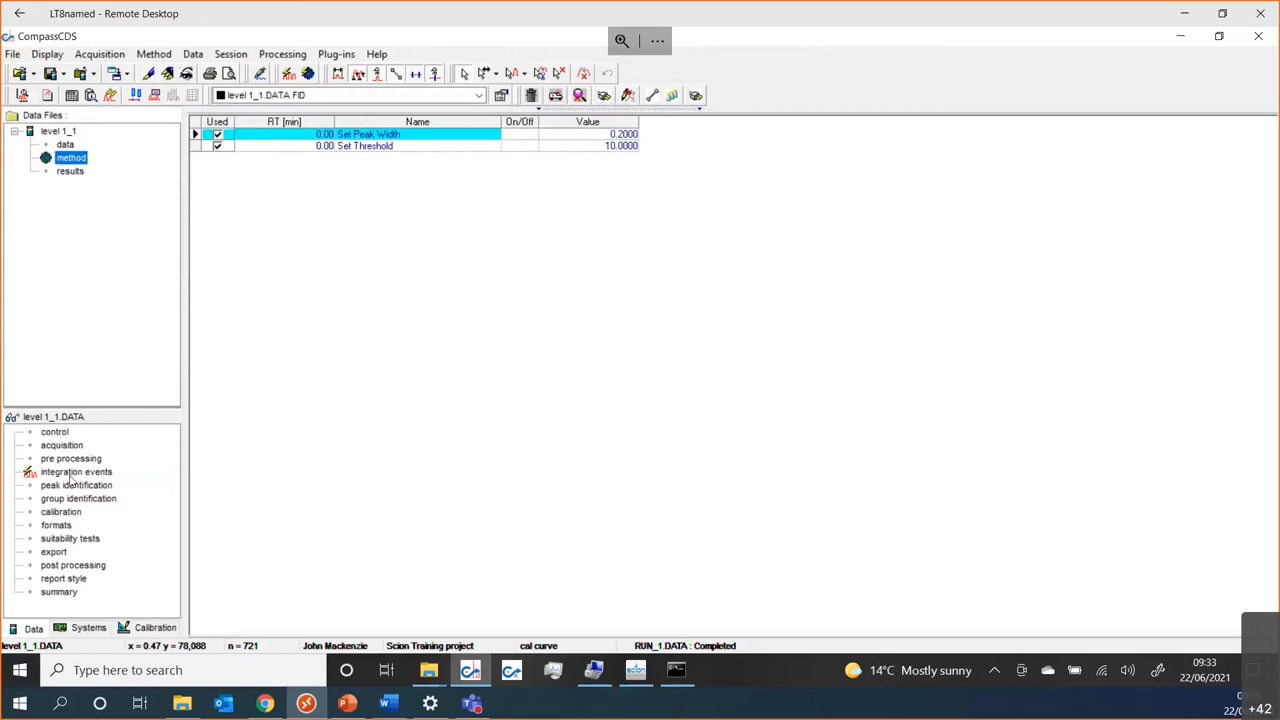 LT8named - Remote Desktop
CompassCDS
File Display Acquisition Method Data Session Processing Plug-ins Help
level 1_1.DATA FID
Data Files :
level 1_1
data
method
results
Used RT [min] Name On/Off Value
0.00 Set Peak Width 0.2000
0.00 Set Threshold 10.0000
level 1_1.DATA
control
acquisition
pre processing
integration events
peak identification
group identification
calibration
formats
suitability tests
export
post processing
report style
summary
Data Systems Calibration
level 1_1.DATA x = 0.47 y = 78,088 n = 721 John Mackenzie Scion Training project cal curve RUN_1.DATA : Completed
Type here to search
14°C Mostly sunny
09:33
22/06/2021
+42